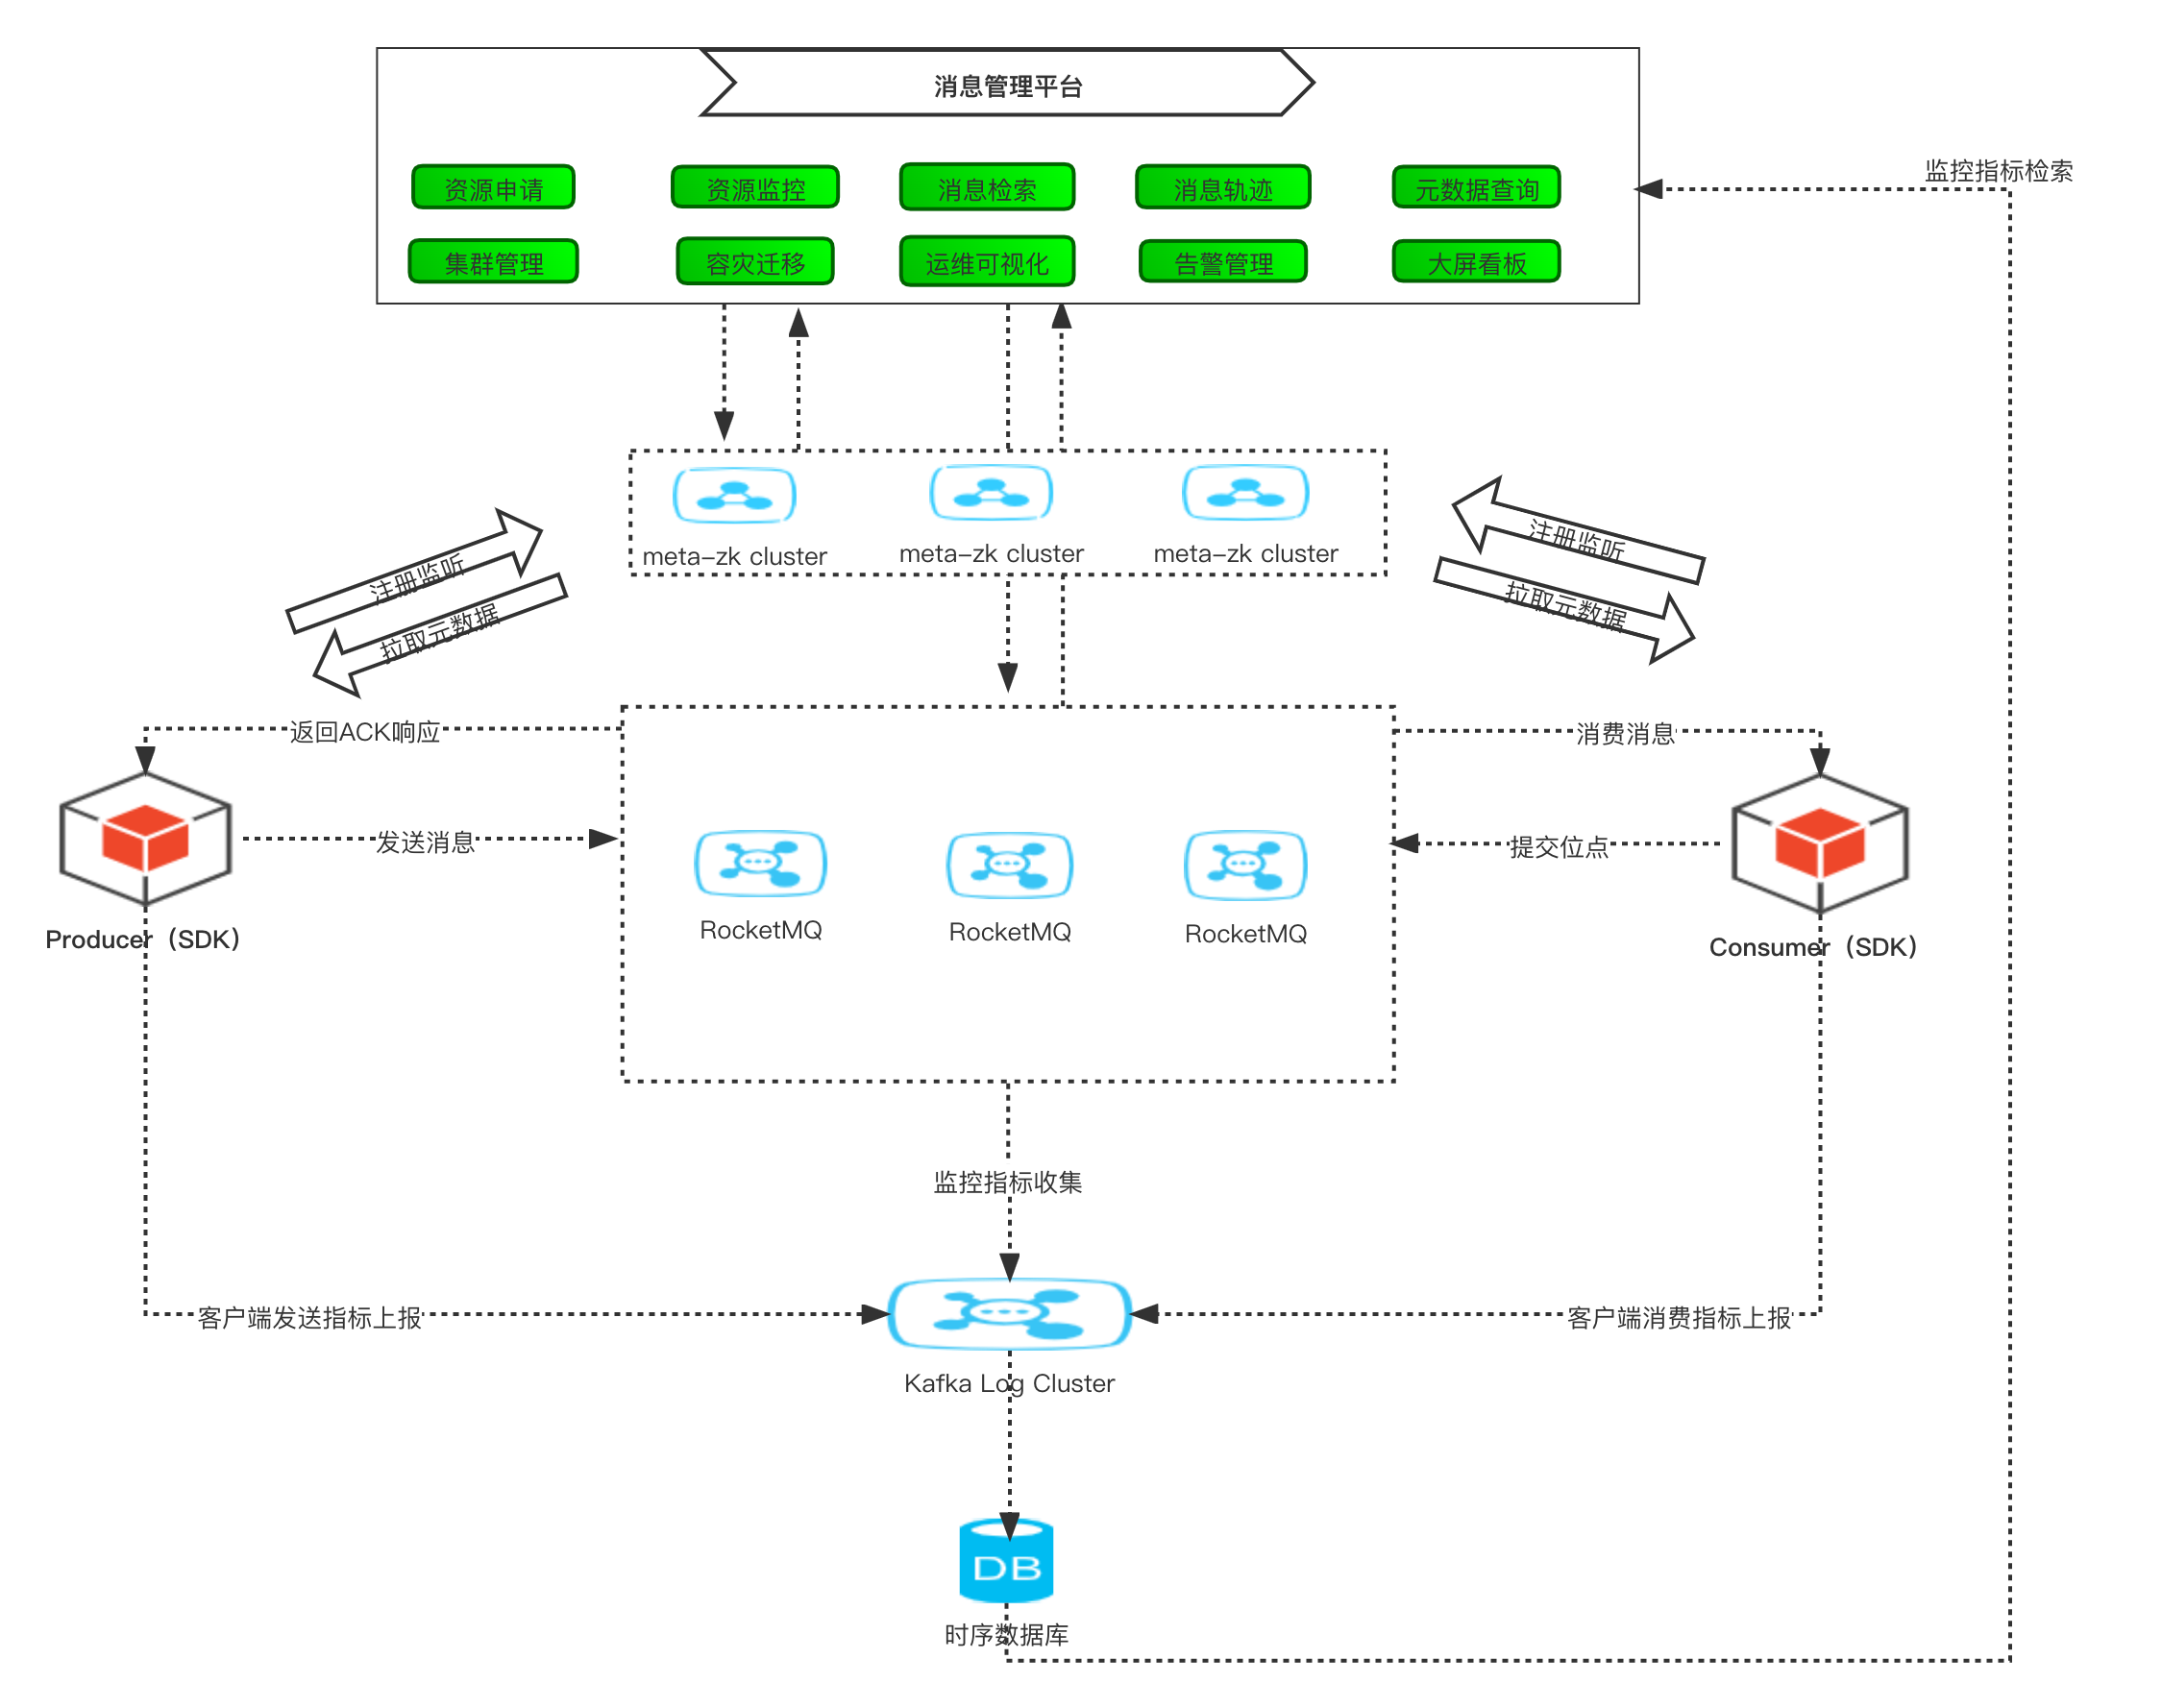 消息管理平台
资源申请
资源监控
消息检索
消息轨迹
元数据查询
集群管理
容灾迁移
运维可视化
告警管理
大屏看板
监控指标检索
meta-zk cluster
meta-zk cluster
meta-zk cluster
注册监听
拉取元数据
注册监听
拉取元数据
返回ACK响应
消费消息
发送消息
提交位点
RocketMQ
RocketMQ
RocketMQ
Producer（SDK）
Consumer（SDK）
监控指标收集
客户端发送指标上报
客户端消费指标上报
Kafka Log Cluster
DB
时序数据库